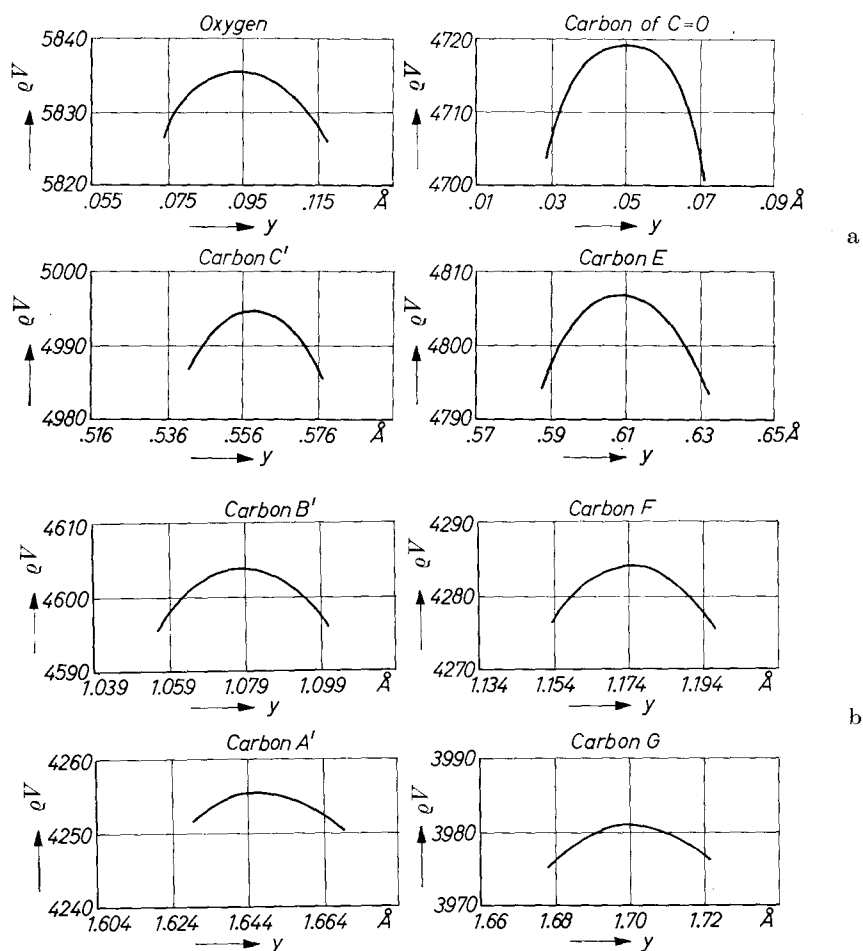 Oxygen
5840
5830
5820
ϱV
.055 .075 .095 .115 Å
y
Carbon of C=O
4720
4710
4700
ϱV
.01 .03 .05 .07 .09 Å
y
a
Carbon C'
5000
4990
4980
ϱV
.516 .536 .556 .576 Å
y
Carbon E
4810
4800
4790
ϱV
.57 .59 .61 .63 .65 Å
y
Carbon B'
4610
4600
4590
ϱV
1.039 1.059 1.079 1.099 Å
y
Carbon F
4290
4280
4270
ϱV
1.134 1.154 1.174 1.194 Å
y
b
Carbon A'
4260
4250
4240
ϱV
1.604 1.624 1.644 1.664 Å
y
Carbon G
3990
3980
3970
ϱV
1.66 1.68 1.70 1.72 Å
y